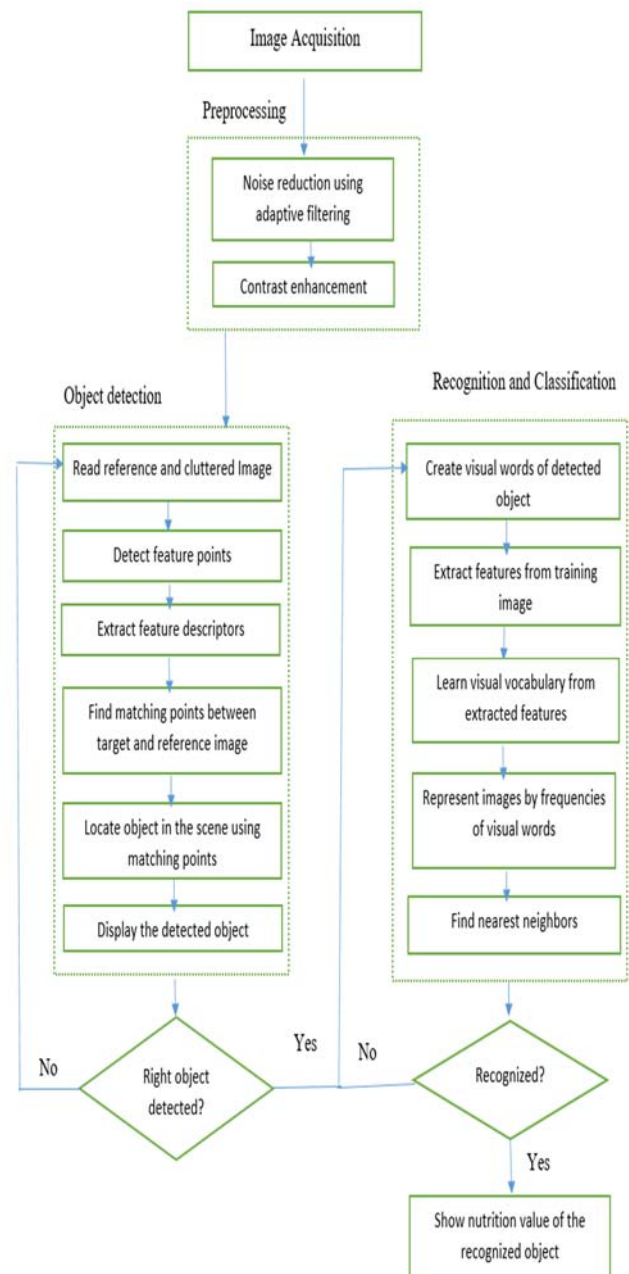 Image Acquisition
Preprocessing
Noise reduction using
adaptive filtering
Contrast enhancement
Object detection
Read reference and cluttered Image
Detect feature points
Extract feature descriptors
Find matching points between
target and reference image
Locate object in the scene using
matching points
Display the detected object
No
Right object
detected?
Yes
Recognition and Classification
Create visual words of detected
object
Extract features from training
image
Learn visual vocabulary from
extracted features
Represent images by frequencies
of visual words
Find nearest neighbors
No
Recognized?
Yes
Show nutrition value of the
recognized object